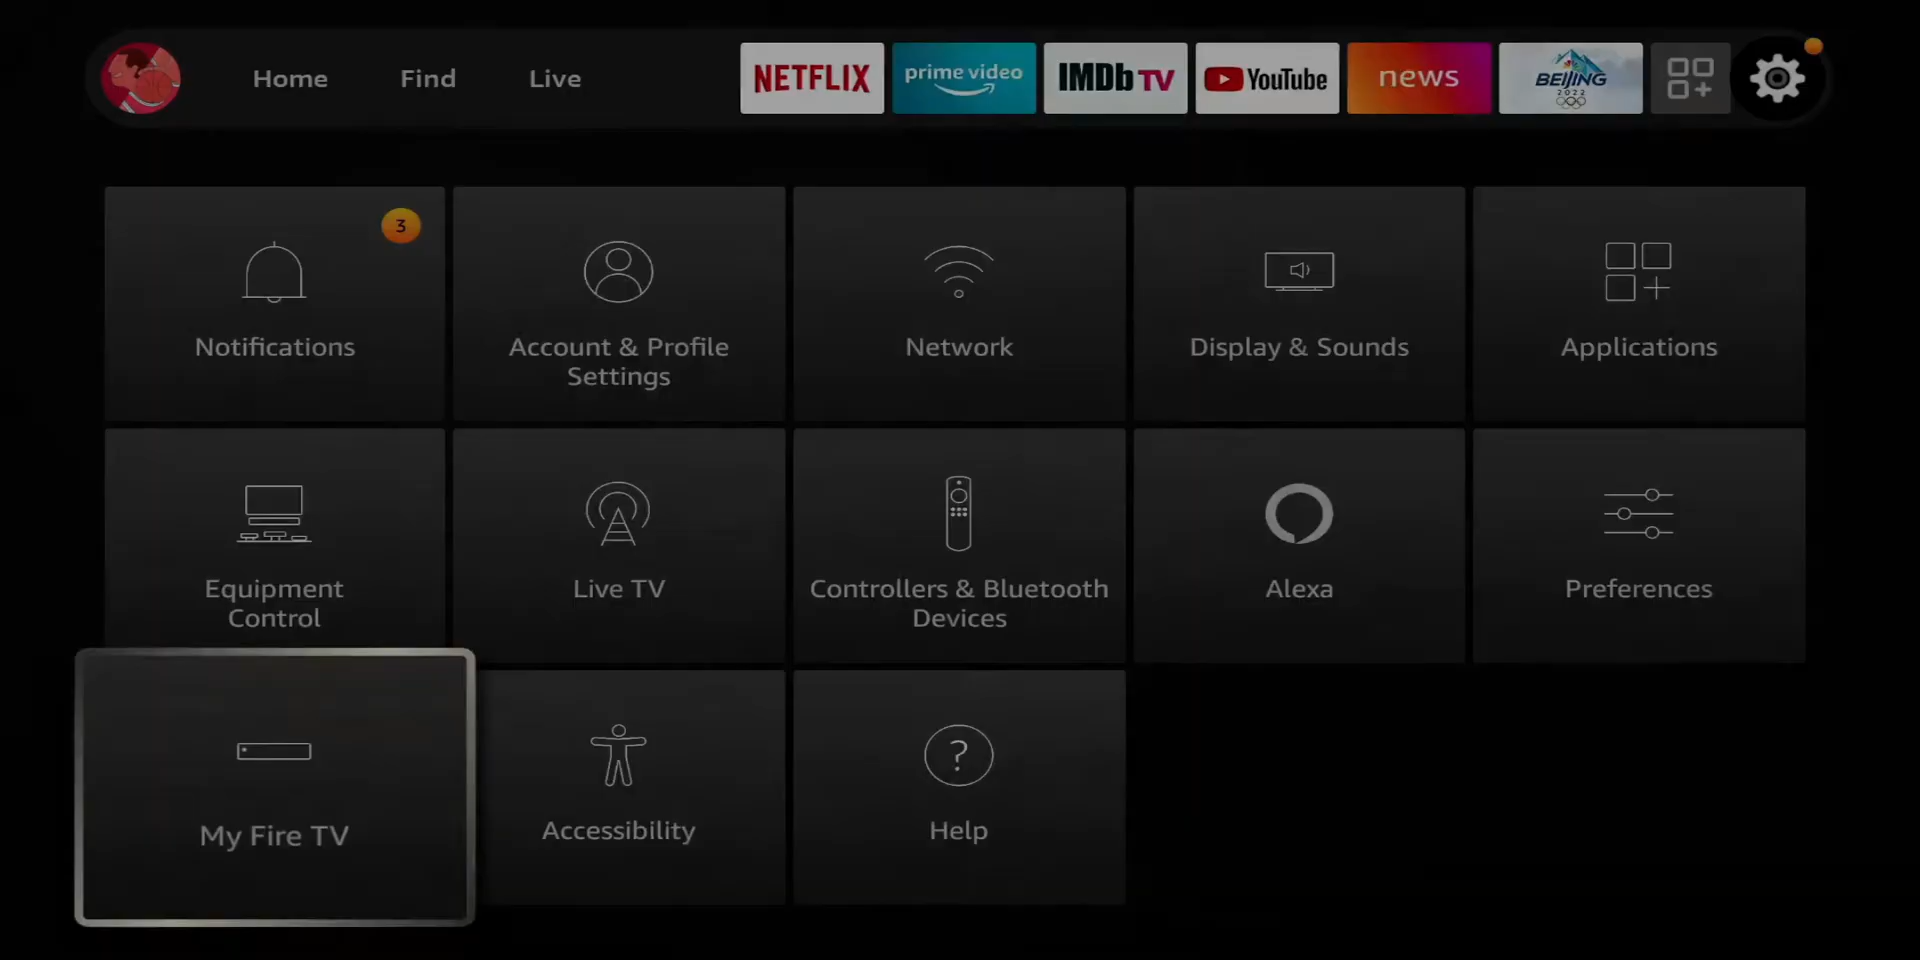 Home
Find
Live
NETFLIX
prime video
IMDb TV
YouTube
news
BEIJING
2022
3
Notifications
Account & Profile
Settings
Network
Display & Sounds
Applications
Equipment
Control
Live TV
Controllers & Bluetooth
Devices
Alexa
Preferences
My Fire TV
Accessibility
?
Help